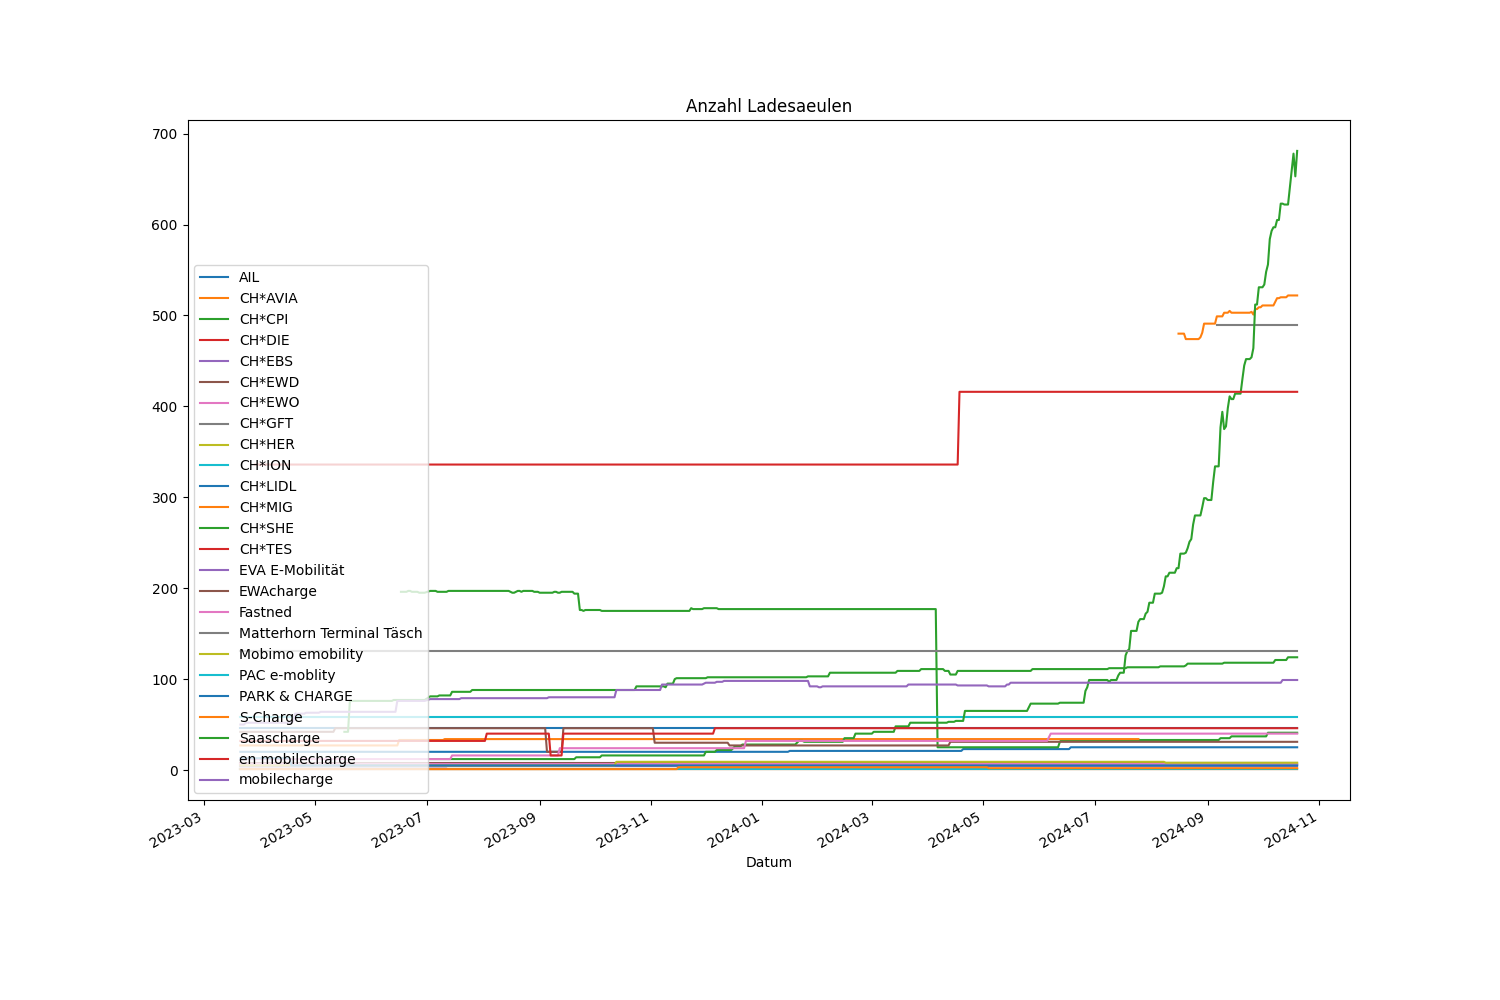 Anzahl Ladesaeulen
700
600
500
400
300
200
100
0
AIL
CH*AVIA
CH*CPI
CH*DIE
CH*EBS
CH*EWD
CH*EWO
CH*GFT
CH*HER
CH*ION
CH*LIDL
CH*MIG
CH*SHE
CH*TES
EVA E-Mobilität
EWAcharge
Fastned
Matterhorn Terminal Täsch
Mobimo emobility
PAC e-moblity
PARK & CHARGE
S-Charge
Saascharge
en mobilecharge
mobilecharge
2023-03
2023-05
2023-07
2023-09
2023-11
2024-01
2024-03
2024-05
2024-07
2024-09
2024-11
Datum